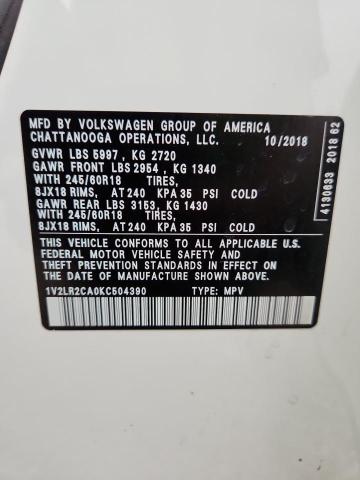 MFD BY VOLKSWAGEN GROUP OF AMERICA
CHATTANOOGA OPERATIONS, LLC. 10/2018
GVWR LBS 5997 , KG 2720
GAWR FRONT LBS 2954 , KG 1340
WITH 245/60R18 TIRES,
8JX18 RIMS, AT 240 KPA 35 PSI COLD
GAWR REAR LBS 3153, KG 1430
WITH 245/60R18 TIRES,
8JX18 RIMS, AT 240 KPA 35 PSI COLD
THIS VEHICLE CONFORMS TO ALL APPLICABLE U.S.
FEDERAL MOTOR VEHICLE SAFETY AND
THEFT PREVENTION STANDARDS IN EFFECT ON
THE DATE OF MANUFACTURE SHOWN ABOVE.
1V2LR2CA0KC504390 TYPE: MPV
4130633 2018 62